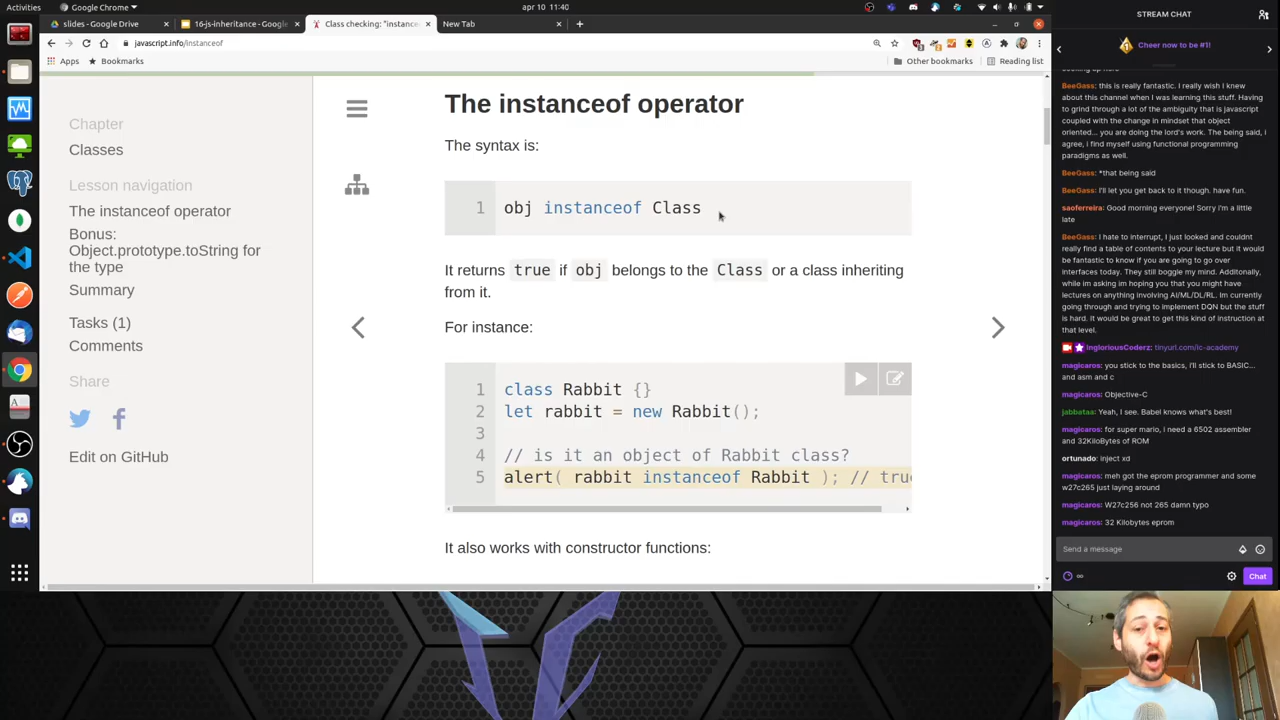 Activities
Google Chrome
Apr 11 11:40
slides - Google Drive
16-js-inheritance - Google
Class checking: "instance
New Tab
javascript.info/instanceof
Apps
Bookmarks
Other bookmarks
Reading list
Chapter
Classes
Lesson navigation
The instanceof operator
Bonus:
Object.prototype.toString for
the type
Summary
Tasks (1)
Comments
Share
Edit on GitHub
The instanceof operator
The syntax is:
1 obj instanceof Class
It returns true if obj belongs to the Class or a class inheriting
from it.
For instance:
1 class Rabbit {}
2 let rabbit = new Rabbit();
3
4 // is it an object of Rabbit class?
5 alert( rabbit instanceof Rabbit ); // true
It also works with constructor functions:
STREAM CHAT
Cheer now to be #1!
BeeGass: this is really fantastic. I really wish I knew
about this channel when I was learning this stuff. Having
to grind through a lot of the ambiguity that is javascript
coupled with the change in mindset that object
oriented... you are doing the lord's work. The being said, i
agree, i find myself using functional programming
paradigms as well.
BeeGass: *that being said
BeeGass: I'll let you get back to it though. have fun.
saoferreira: Good morning everyone! Sorry i'm a little
late
BeeGass: I hate to interrupt, I just looked and couldnt
really find a table of contents to your lecture but it would
be fantastic to know if you are going to go over
interfaces today. They still boggle my mind. Additonally,
while im asking im hoping you that you might have
lectures on anything involving AI/ML/DL/RL. Im currently
going through and trying to implement DQN but the stuff
is hard. it would be great to get this kind of instruction at
that level.
IngloriousCoderz: tinyurl.com/ic-academy
magicaros: you stick to the basics, i'll stick to BASIC...
and asm and c
magicaros: Objective-C
jabbataa: Yeah, I see. Babel knows what's best!
magicaros: for super mario, I need a 6502 assembler
and 32KiloBytes of ROM
ortunado: inject xd
magicaros: meh got the eprom programmer and some
w27c265 just laying around
magicaros: W27c256 not 265 damn typo
magicaros: 32 Kilobytes eprom
Send a message
Chat